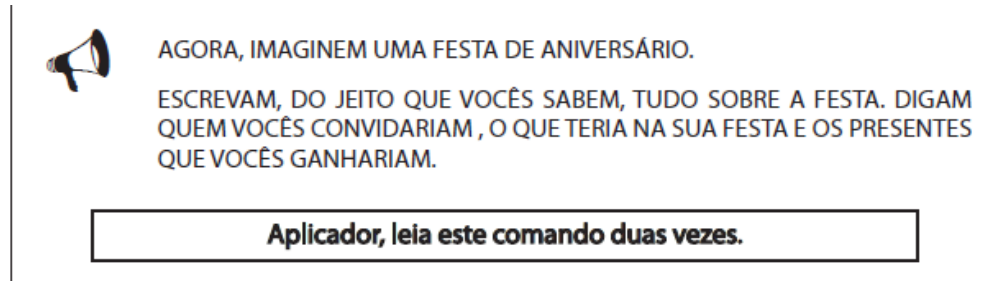 AGORA, IMAGINEM UMA FESTA DE ANIVERSÁRIO.
ESCREVAM, DO JEITO QUE VOCÊS SABEM, TUDO SOBRE A FESTA. DIGAM
QUEM VOCÊS CONVIDARIAM , O QUE TERIA NA SUA FESTA E OS PRESENTES
QUE VOCÊS GANHARIAM.
Aplicador, leia este comando duas vezes.